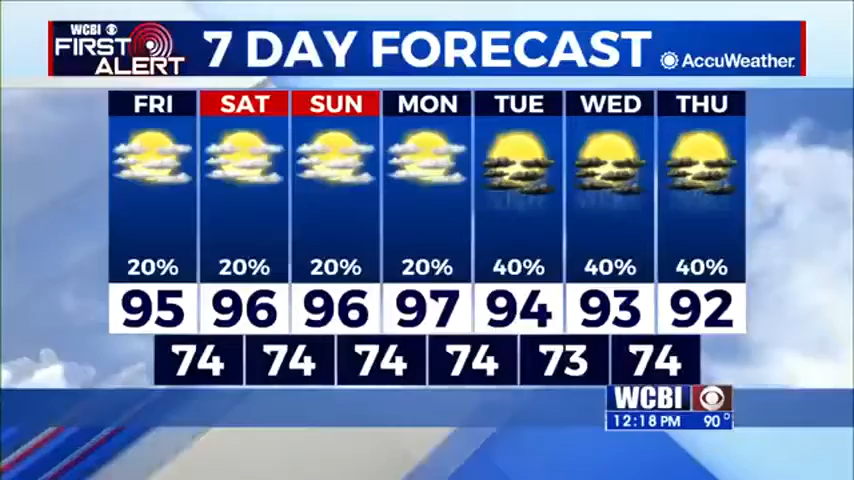 WCBI
FIRST
ALERT
7 DAY FORECAST
AccuWeather
FRI SAT SUN MON TUE WED THU
20% 20% 20% 20% 40% 40% 40%
95 96 96 97 94 93 92
74 74 74 74 73 74
WCBI
12:18 PM 90°